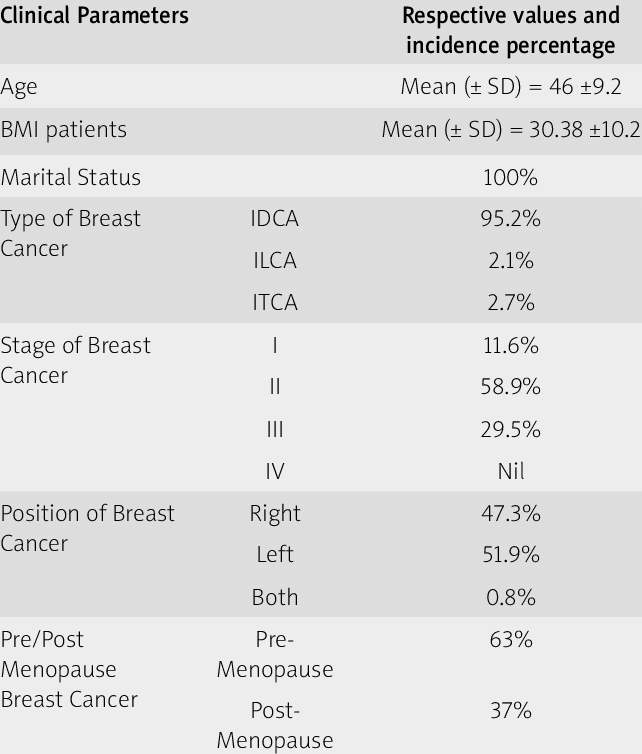 Clinical Parameters Respective values and
incidence percentage
Age Mean (± SD) = 46 ±9.2
BMI patients Mean (± SD) = 30.38 ±10.2
Marital Status 100%
Type of Breast IDCA 95.2%
Cancer
ILCA 2.1%
ITCA 2.7%
Stage of Breast I 11.6%
Cancer
II 58.9%
III 29.5%
IV Nil
Position of Breast Right 47.3%
Cancer
Left 51.9%
Both 0.8%
Pre/Post Pre- 63%
Menopause Menopause
Breast Cancer
Post- 37%
Menopause